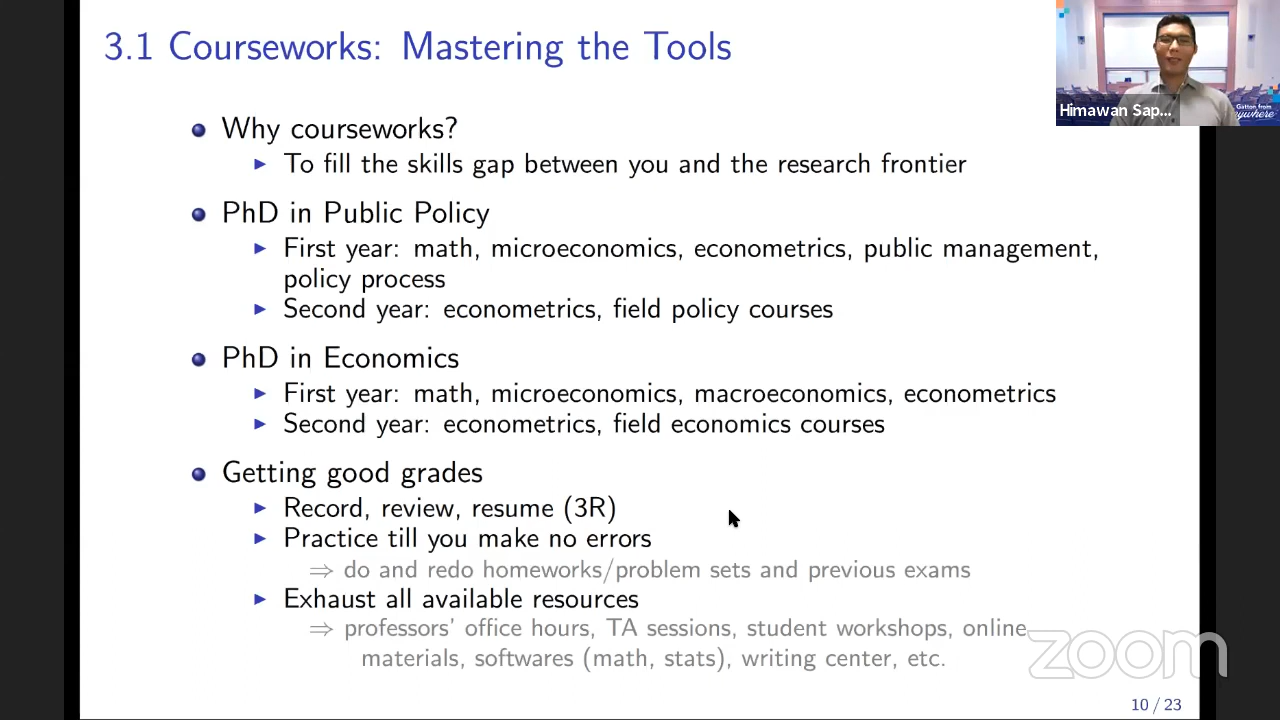 3.1 Courseworks: Mastering the Tools
Why courseworks?
To fill the skills gap between you and the research frontier
PhD in Public Policy
First year: math, microeconomics, econometrics, public management,
policy process
Second year: econometrics, field policy courses
PhD in Economics
First year: math, microeconomics, macroeconomics, econometrics
Second year: econometrics, field economics courses
Getting good grades
Record, review, resume (3R)
Practice till you make no errors
⇒ do and redo homeworks/problem sets and previous exams
Exhaust all available resources
⇒ professors' office hours, TA sessions, student workshops, online
materials, softwares (math, stats), writing center, etc.
10 / 23
Himawan Sap...
Gatton from
zoom